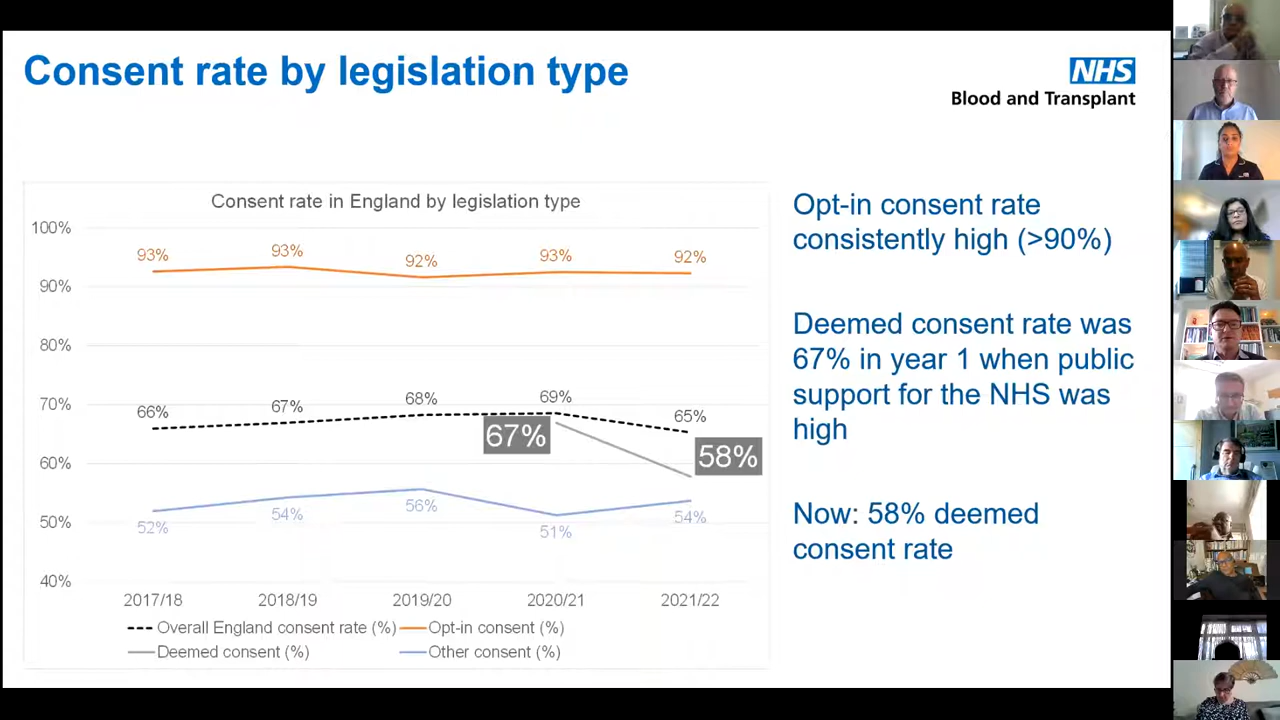 Consent rate by legislation type
NHS
Blood and Transplant
Consent rate in England by legislation type
100%
90%
80%
70%
60%
50%
40%
93%
93%
92%
93%
92%
66%
67%
68%
69%
65%
67%
58%
52%
54%
56%
51%
54%
2017/18
2018/19
2019/20
2020/21
2021/22
Overall England consent rate (%)
Opt-in consent (%)
Deemed consent (%)
Other consent (%)
Opt-in consent rate
consistently high (>90%)
Deemed consent rate was
67% in year 1 when public
support for the NHS was
high
Now: 58% deemed
consent rate